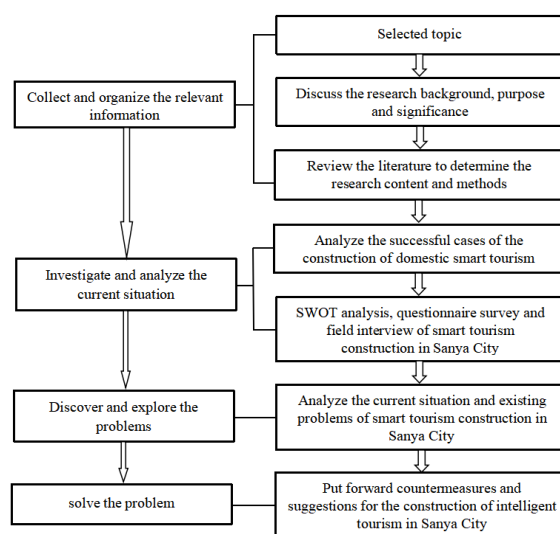 Selected topic
Collect and organize the relevant
information
Discuss the research background, purpose
and significance
Review the literature to determine the
research content and methods
Investigate and analyze the
current situation
Analyze the successful cases of the
construction of domestic smart tourism
SWOT analysis, questionnaire survey and
field interview of smart tourism
construction in Sanya City
Discover and explore the
problems
Analyze the current situation and existing
problems of smart tourism construction in
Sanya City
solve the problem
Put forward countermeasures and
suggestions for the construction of intelligent
tourism in Sanya City